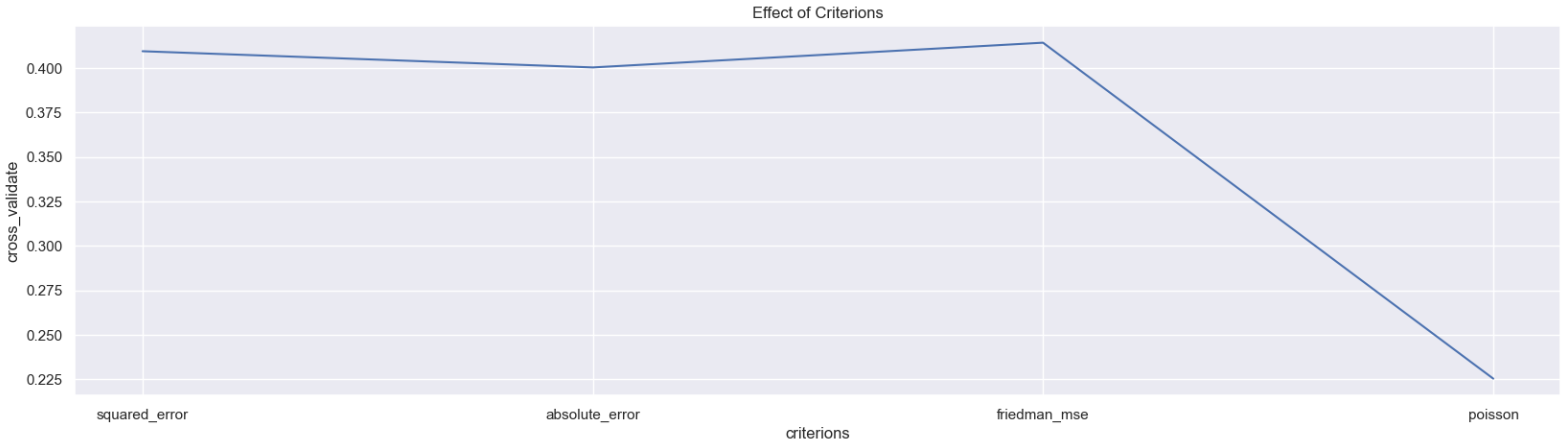 Effect of Criterions
cross_validate
0.400
0.375
0.350
0.325
0.300
0.275
0.250
0.225
squared_error absolute_error friedman_mse poisson
criterions